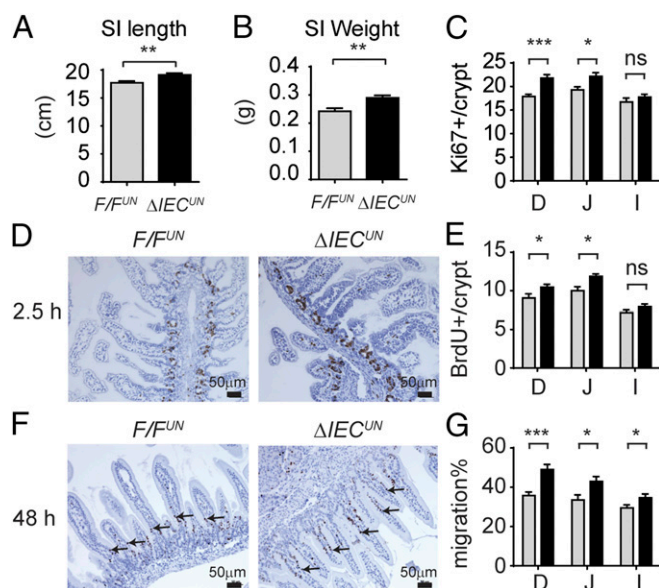 A
SI length
**
(cm)
20
15
10
5
0
F/F^UN ΔIEC^UN
B
SI Weight
**
(g)
0.4
0.3
0.2
0.1
0.0
F/F^UN ΔIEC^UN
C
*** * ns
Ki67+/crypt
25
20
15
10
5
0
D J I
D
F/F^UN ΔIEC^UN
2.5 h
50µm 50µm
E
* * ns
BrdU+/crypt
15
10
5
0
D J I
F
F/F^UN ΔIEC^UN
48 h
50µm 50µm
G
*** * *
migration%
60
40
20
0
D J I